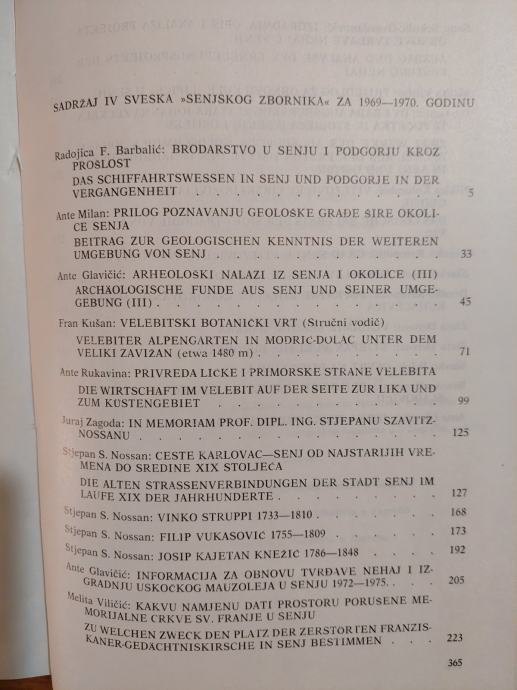 SADRŽAJ IV SVESKA »SENJSKOG ZBORNIKA« ZA 1969—1970. GODINU
Radojica F. Barbalić: BRODARSTVO U SENJU I PODGORJU KROZ
PROSLOST
DAS SCHIFFAHRTSWESSEN IN SENJ UND PODGORJE IN DER
VERGANGENHEIT . . . . . . . . . . . . 5
Ante Milan: PRILOG POZNAVANJU GEOLOSKE GRAĐE SIRE OKOLI-
CE SENJA
BEITRAG ZUR GEOLOGISCHEN KENNTNIS DER WEITEREN
UMGEBUNG VON SENJ . . . . . . . . . . 33
Ante Glavičić: ARHEOLOSKI NALAZI IZ SENJA I OKOLICE (III)
ARCHÄOLOGISCHE FUNDE AUS SENJ UND SEINER UMGE-
GEBUNG (III) . . . . . . . . . . . . 45
Fran Kušan: VELEBITSKI BOTANIČKI VRT (Stručni vodič)
VELEBITER ALPENGARTEN IN MODRIĆ-DOLAC UNTER DEM
VELIKI ZAVIŽAN (etwa 1480 m) . . . . . . . . 71
Ante Rukavina: PRIVREDA LIČKE I PRIMORSKE STRANE VELEBITA
DIE WIRTSCHAFT IM VELEBIT AUF DER SEITE ZUR LIKA UND
ZUM KÜSTENGEBIET . . . . . . . . . . 99
Juraj Zagoda: IN MEMORIAM PROF. DIPL. ING. STJEPANU SZAVITZ-
NOSSANU . . . . . . . . . . . . . 125
Stjepan S. Nossan: CESTE KARLOVAC—SENJ OD NAJSTARIJIH VRE-
MENA DO SREDINE XIX STOLJEĆA
DIE ALTEN STRASSENVERBINDUNGEN DER STADT SENJ IM
LAUFE XIX DER JAHRHUNDERTE . . . . . . . 127
Stjepan S. Nossan: VINKO STRUPPI 1733—1810 . . . . . . 168
Stjepan S. Nossan: FILIP VUKASOVIĆ 1755—1809 . . . . . 173
Stjepan S. Nossan: JOSIP KAJETAN KNEŽIĆ 1786—1848 . . . . 192
Ante Glavičić: INFORMACIJA ZA OBNOVU TVRĐAVE NEHAJ I IZ-
GRADNJU USKOČKOG MAUZOLEJA U SENJU 1972—1975. . . 205
Melita Viličić: KAKVU NAMJENU DATI PROSTORU PORUSENE ME-
MORIJALNE CRKVE SV. FRANJE U SENJU
ZU WELCHEN ZWECK DEN PLATZ DER ZERSTÖRTEN FRANZIS-
KANER-GEDÄCHTNISKIRSCHE IN SENJ BESTIMMEN . . . 223
365